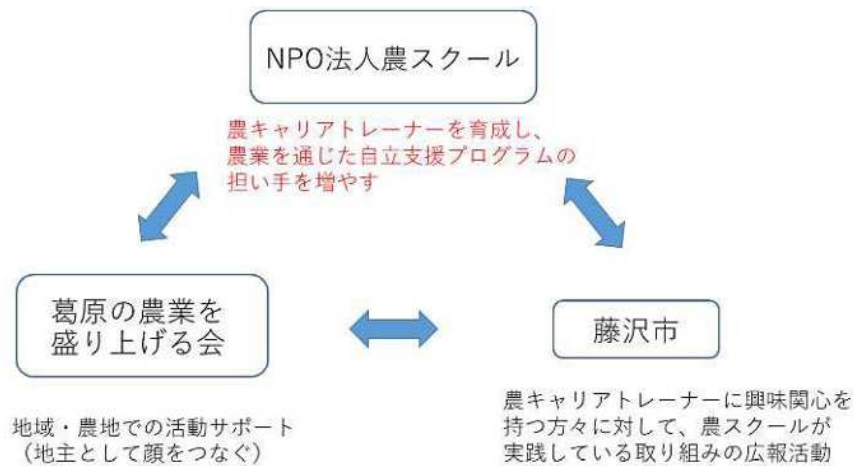 NPO法人農スクール
農キャリアトレーナーを育成し、
農業を通じた自立支援プログラムの
担い手を増やす
葛原の農業を
盛り上げる会
藤沢市
地域・農地での活動サポート
（地主として顔をつなぐ）
農キャリアトレーナーに興味関心を
持つ方々に対して、農スクールが
実践している取り組みの広報活動